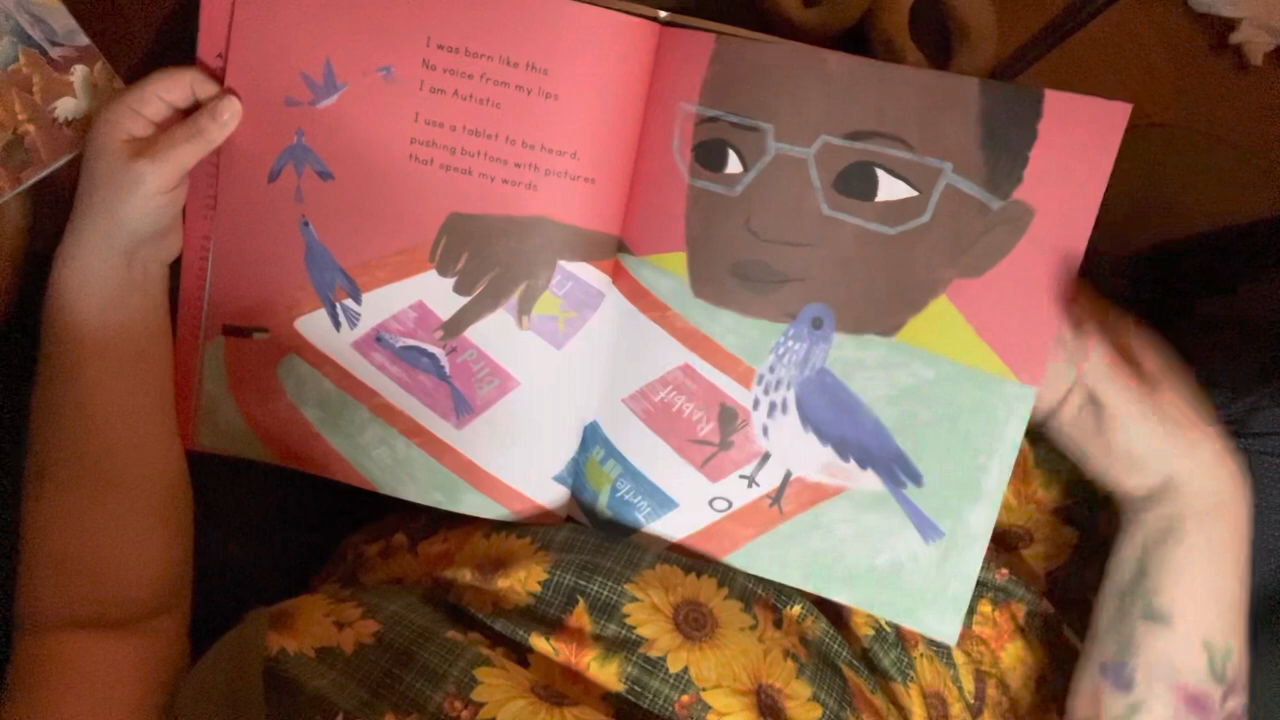 I was born like this
No voice from my lips
I am Autistic
I use a tablet to be heard,
pushing buttons with pictures
that speak my words
Bird
Rabbit
Turtle